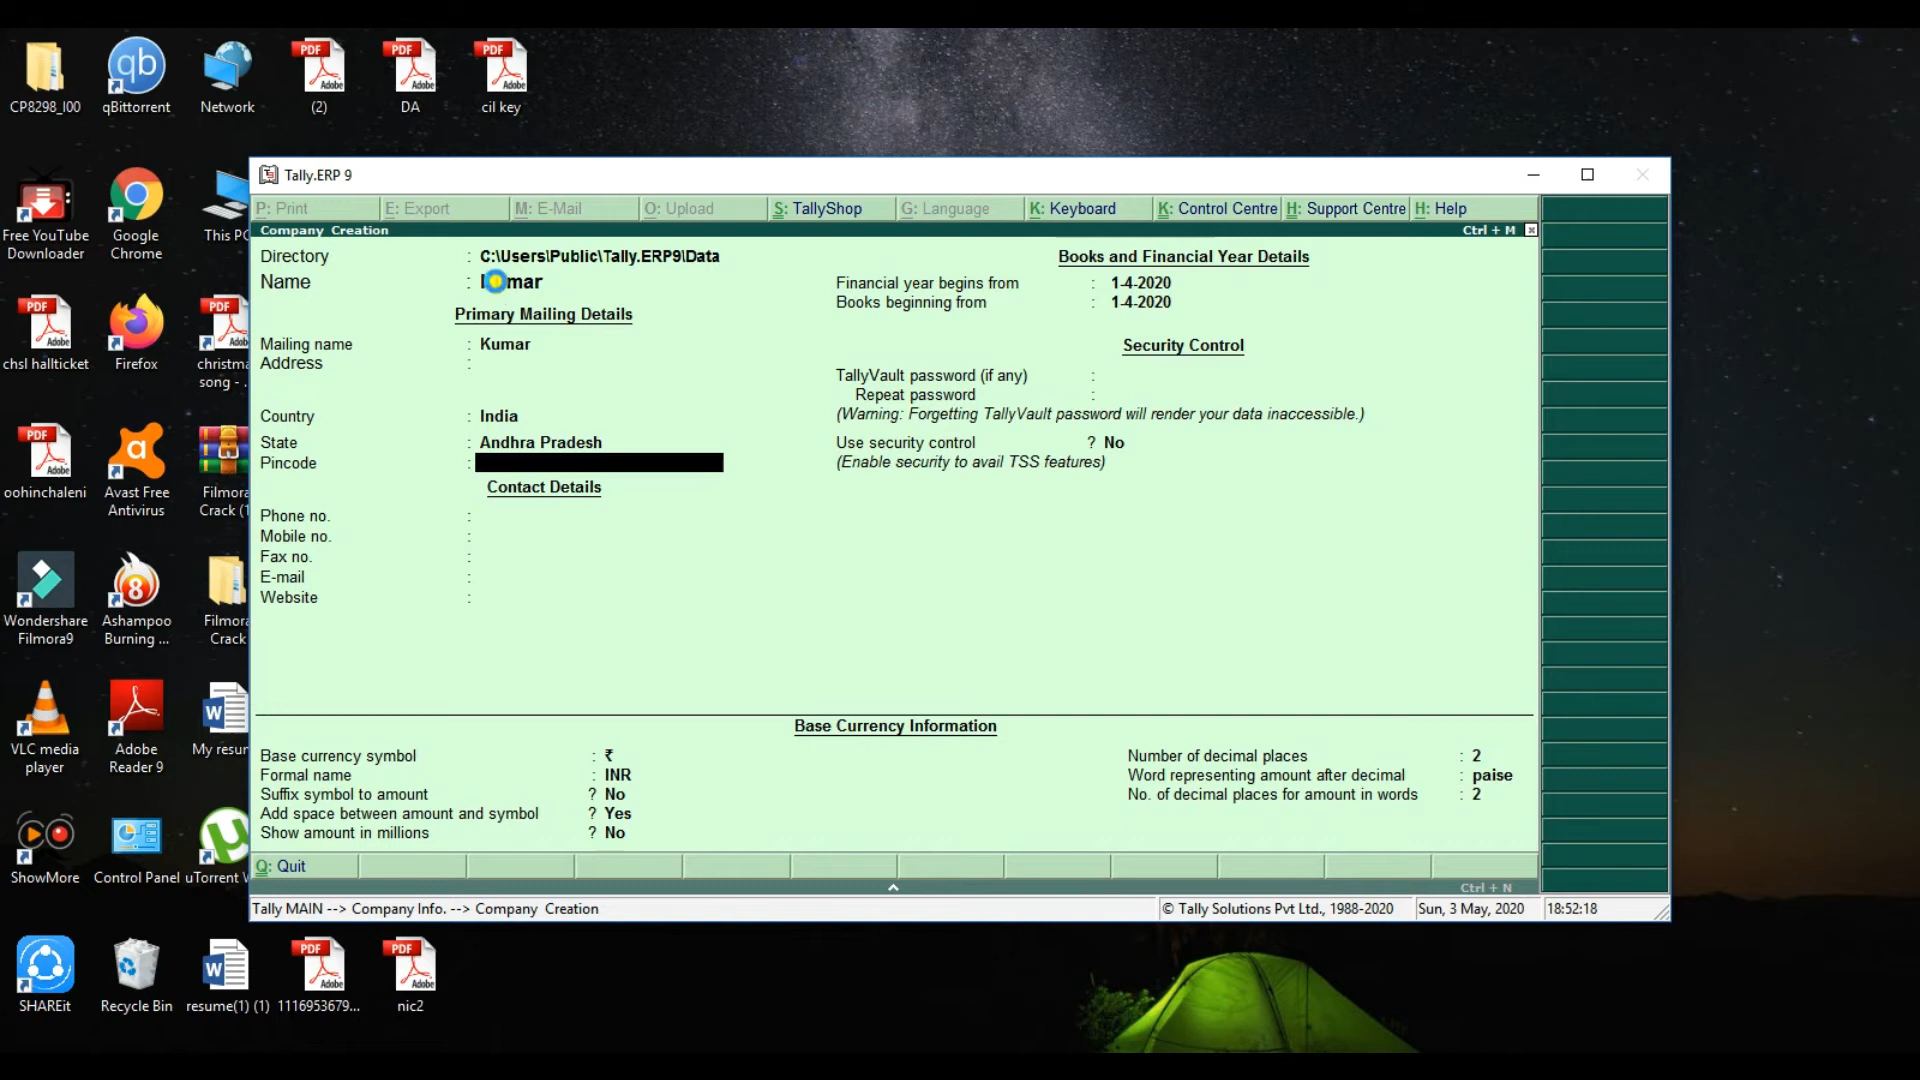 CP8298_I00
qBittorrent
Network
(2)
DA
cil key
Free YouTube
Downloader
Google
Chrome
This PC
chsl hallticket
Firefox
christma
song - .
oohinchaleni
Avast Free
Antivirus
Filmora
Crack (1
Wondershare
Filmora9
Ashampoo
Burning ...
Filmora
Crack
VLC media
player
Adobe
Reader 9
My resun
ShowMore
Control Panel
uTorrent W
SHAREit
Recycle Bin
resume(1) (1)
1116953679...
nic2
Tally.ERP 9
P: Print
E: Export
M: E-Mail
O: Upload
S: TallyShop
G: Language
K: Keyboard
K: Control Centre
H: Support Centre
H: Help
Company Creation
Ctrl + M
Directory : C:\Users\Public\Tally.ERP9\Data
Name :
Primary Mailing Details
Mailing name : Kumar
Address :
Country : India
State : Andhra Pradesh
Pincode :
Contact Details
Phone no. :
Mobile no. :
Fax no. :
E-mail :
Website :
Books and Financial Year Details
Financial year begins from : 1-4-2020
Books beginning from : 1-4-2020
Security Control
TallyVault password (if any) :
Repeat password :
(Warning: Forgetting TallyVault password will render your data inaccessible.)
Use security control ? No
(Enable security to avail TSS features)
Base Currency Information
Base currency symbol : ₹
Formal name : INR
Suffix symbol to amount ? No
Add space between amount and symbol ? Yes
Show amount in millions ? No
Number of decimal places : 2
Word representing amount after decimal : paise
No. of decimal places for amount in words : 2
Q: Quit
Ctrl + N
Tally MAIN --> Company Info. --> Company Creation
© Tally Solutions Pvt Ltd., 1988-2020
Sun, 3 May, 2020
18:52:18